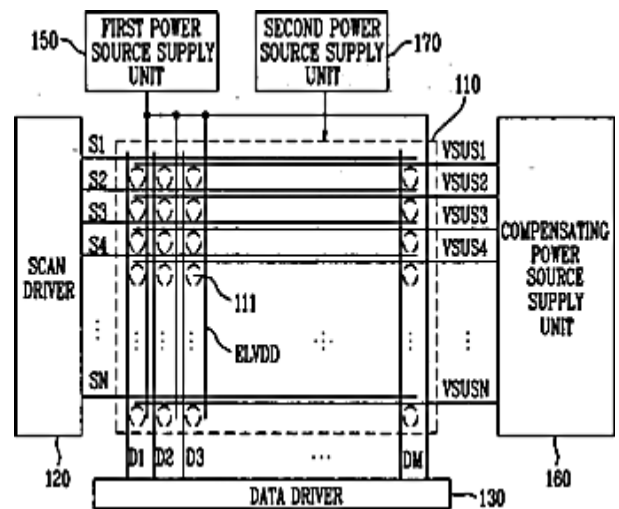 150
FIRST POWER
SOURCE SUPPLY
UNIT
SECOND POWER
SOURCE SUPPLY
UNIT
170
110
S1
VSUS1
S2
VSUS2
S3
VSUS3
S4
VSUS4
SCAN
DRIVER
COMPENSATING
POWER
SOURCE
SUPPLY
UNIT
111
ELVDD
SN
VSUSN
D1 D2 D3 ... DM
120
160
DATA DRIVER
130